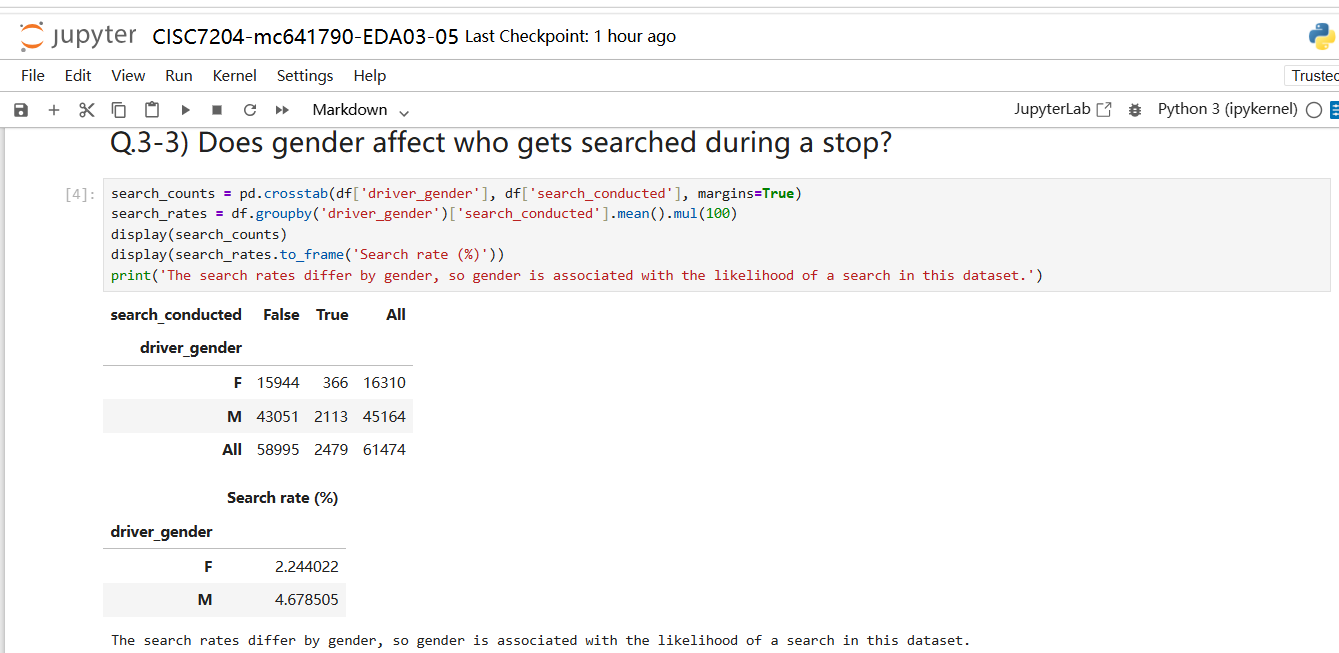 jupyter CISC7204-mc641790-EDA03-05 Last Checkpoint: 1 hour ago
File Edit View Run Kernel Settings Help
Trusted
Markdown JupyterLab Python 3 (ipykernel)
Q.3-3) Does gender affect who gets searched during a stop?
[4]: search_counts = pd.crosstab(df['driver_gender'], df['search_conducted'], margins=True)
search_rates = df.groupby('driver_gender')['search_conducted'].mean().mul(100)
display(search_counts)
display(search_rates.to_frame('Search rate (%)'))
print('The search rates differ by gender, so gender is associated with the likelihood of a search in this dataset.')
search_conducted False True All
driver_gender
F 15944 366 16310
M 43051 2113 45164
All 58995 2479 61474
Search rate (%)
driver_gender
F 2.244022
M 4.678505
The search rates differ by gender, so gender is associated with the likelihood of a search in this dataset.